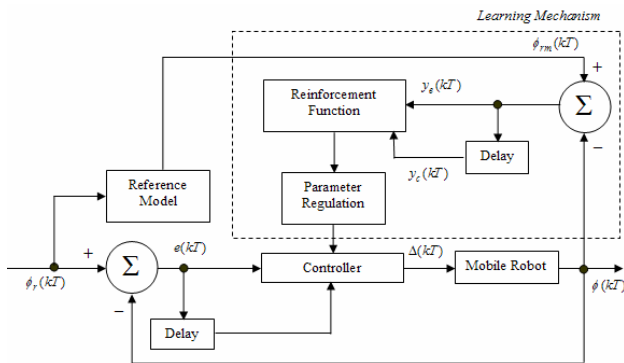 Learning Mechanism
ϕrm(kT)
+
Reinforcement
Function
ye(kT)
Σ
−
Delay
yc(kT)
Reference
Model
Parameter
Regulation
e(kT)
+
Σ
Controller
Δ(kT)
Mobile Robot
ϕr(kT)
ϕ(kT)
−
Delay